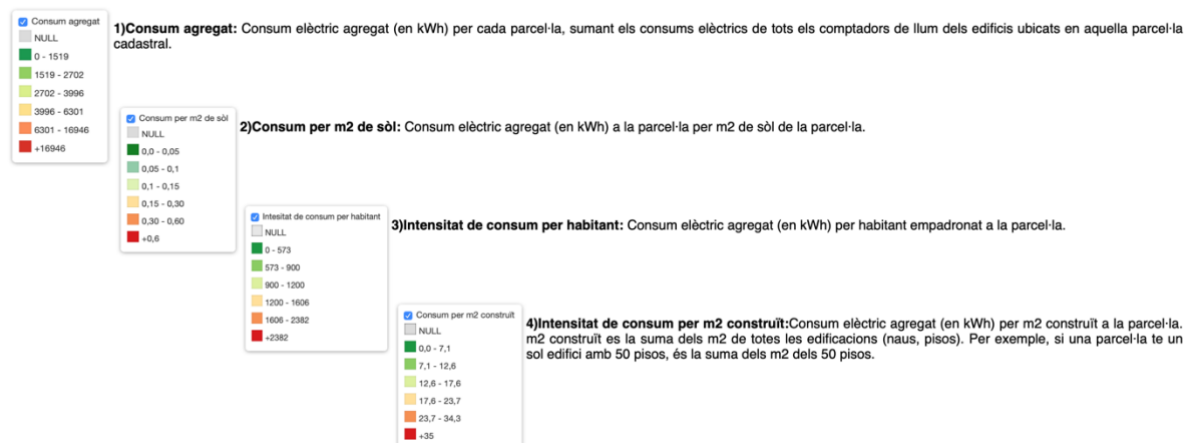 Consum agregat
NULL
0 - 1519
1519 - 2702
2702 - 3996
3996 - 6301
6301 - 16946
+16946
1)Consum agregat: Consum elèctric agregat (en kWh) per cada parcel·la, sumant els consums elèctrics de tots els comptadors de llum dels edificis ubicats en aquella parcel·la
cadastral.
Consum per m2 de sòl
NULL
0,0 - 0,05
0,05 - 0,1
0,1 - 0,15
0,15 - 0,30
0,30 - 0,60
+0,6
2)Consum per m2 de sòl: Consum elèctric agregat (en kWh) a la parcel·la per m2 de sòl de la parcel·la.
Intesitat de consum per habitant
NULL
0 - 573
573 - 900
900 - 1200
1200 - 1606
1606 - 2382
+2382
3)Intensitat de consum per habitant: Consum elèctric agregat (en kWh) per habitant empadronat a la parcel·la.
Consum per m2 construït
NULL
0,0 - 7,1
7,1 - 12,6
12,6 - 17,6
17,6 - 23,7
23,7 - 34,3
+35
4)Intensitat de consum per m2 construït:Consum elèctric agregat (en kWh) per m2 construït a la parcel·la.
m2 construït es la suma dels m2 de totes les edificacions (naus, pisos). Per exemple, si una parcel·la te un
sol edifici amb 50 pisos, és la suma dels m2 dels 50 pisos.